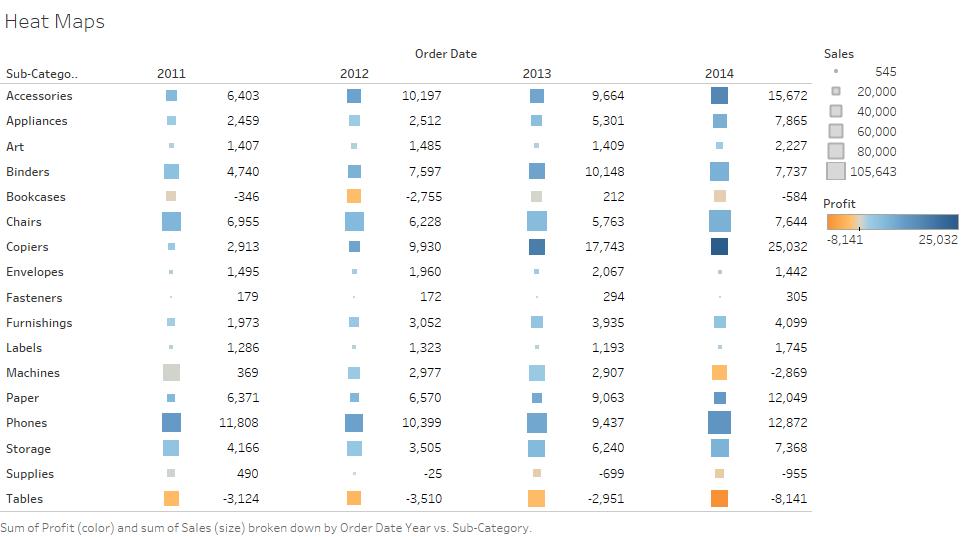 Heat Maps
Order Date
Sub-Catego.. 2011 2012 2013 2014
Accessories 6,403 10,197 9,664 15,672
Appliances 2,459 2,512 5,301 7,865
Art 1,407 1,485 1,409 2,227
Binders 4,740 7,597 10,148 7,737
Bookcases -346 -2,755 212 -584
Chairs 6,955 6,228 5,763 7,644
Copiers 2,913 9,930 17,743 25,032
Envelopes 1,495 1,960 2,067 1,442
Fasteners 179 172 294 305
Furnishings 1,973 3,052 3,935 4,099
Labels 1,286 1,323 1,193 1,745
Machines 369 2,977 2,907 -2,869
Paper 6,371 6,570 9,063 12,049
Phones 11,808 10,399 9,437 12,872
Storage 4,166 3,505 6,240 7,368
Supplies 490 -25 -699 -955
Tables -3,124 -3,510 -2,951 -8,141
Sales
545
20,000
40,000
60,000
80,000
105,643
Profit
-8,141 25,032
Sum of Profit (color) and sum of Sales (size) broken down by Order Date Year vs. Sub-Category.